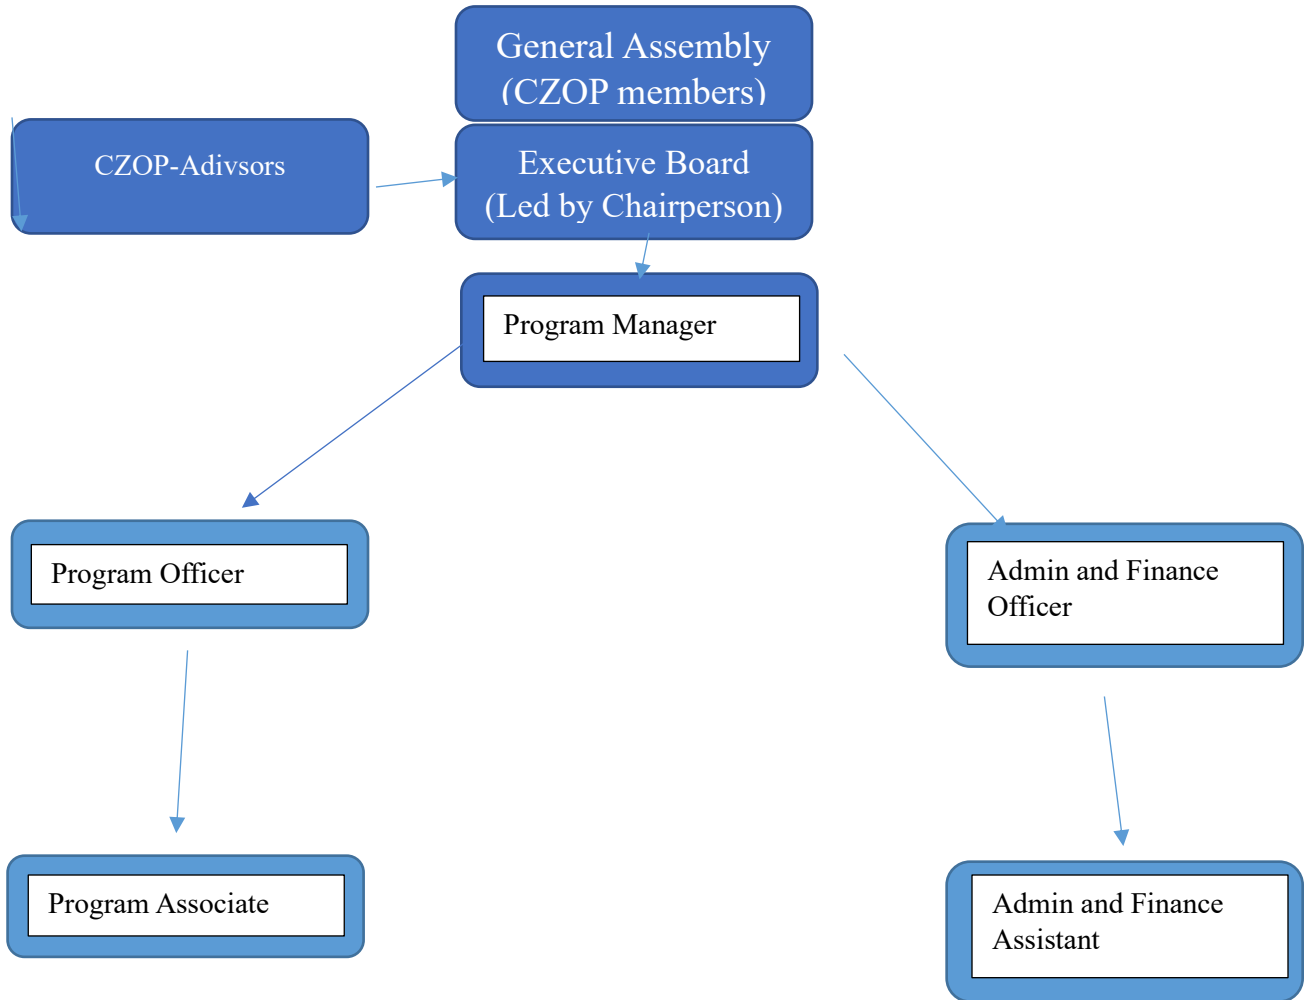 General Assembly
(CZOP members)
CZOP-Adivsors
Executive Board
(Led by Chairperson)
Program Manager
Program Officer
Admin and Finance
Officer
Program Associate
Admin and Finance
Assistant